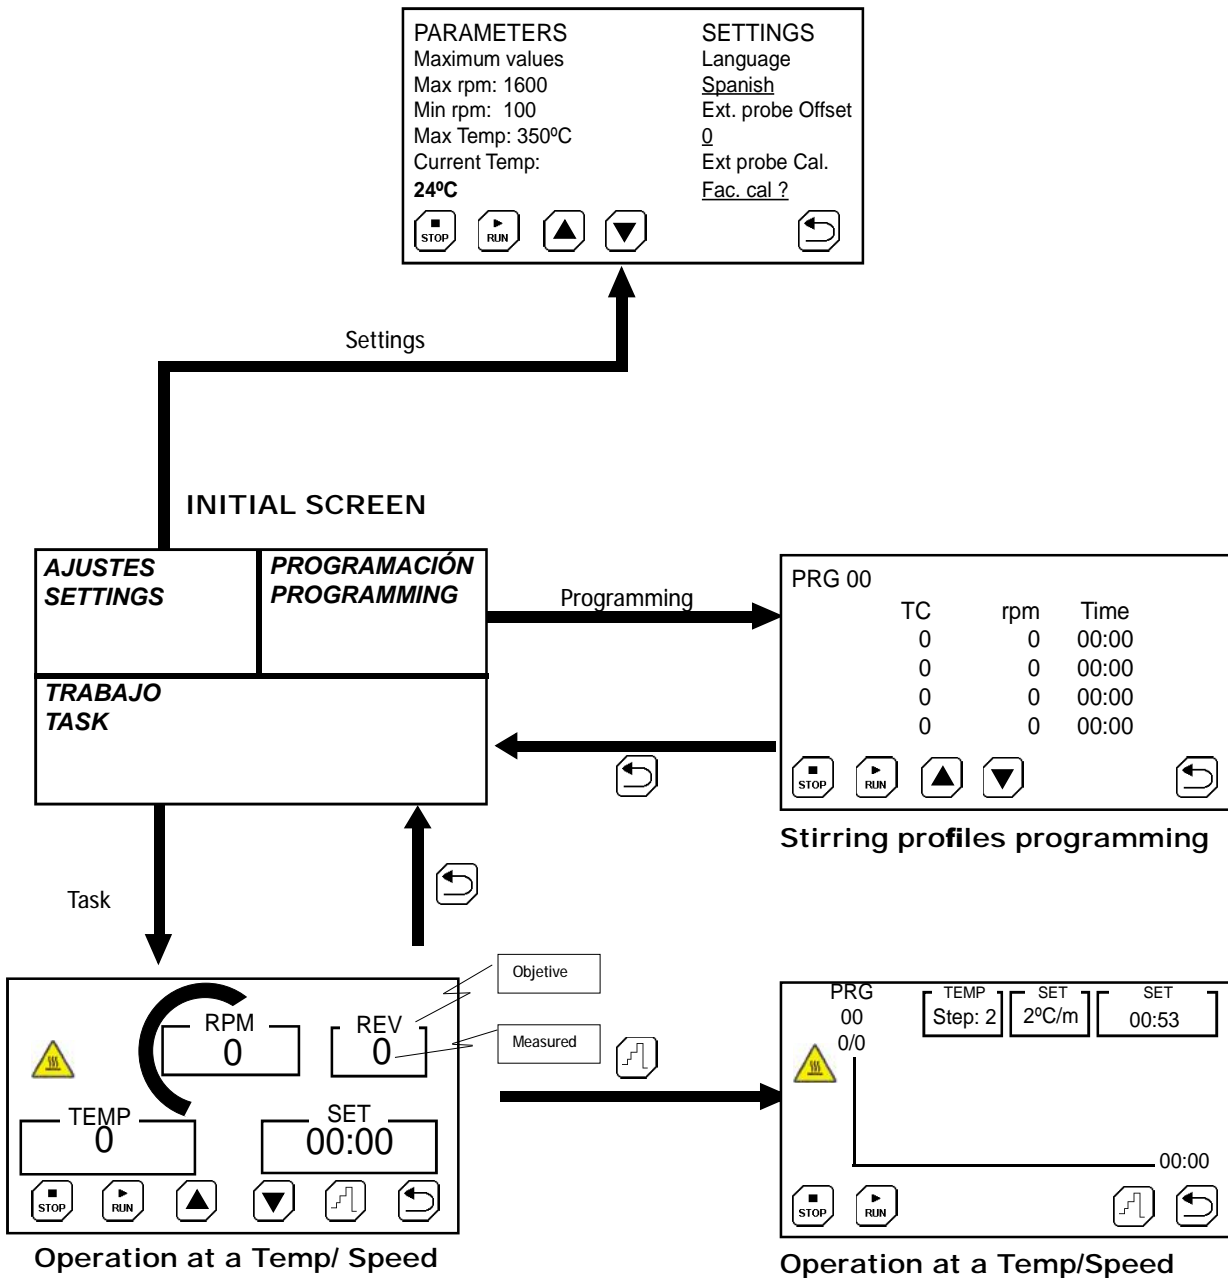 PARAMETERS
Maximum values
Max rpm: 1600
Min rpm: 100
Max Temp: 350ºC
Current Temp:
24ºC
SETTINGS
Language
Spanish
Ext. probe Offset
0
Ext probe Cal.
Fac. cal ?
STOP
RUN
Settings
INITIAL SCREEN
AJUSTES
SETTINGS
PROGRAMACIÓN
PROGRAMMING
TRABAJO
TASK
Programming
PRG 00
TC rpm Time
0 0 00:00
0 0 00:00
0 0 00:00
0 0 00:00
STOP
RUN
Stirring profiles programming
Task
Objetive
Measured
RPM
0
REV
0
TEMP
0
SET
00:00
STOP
RUN
Operation at a Temp/ Speed
PRG
00
0/0
TEMP
Step: 2
SET
2ºC/m
SET
00:53
00:00
STOP
RUN
Operation at a Temp/Speed